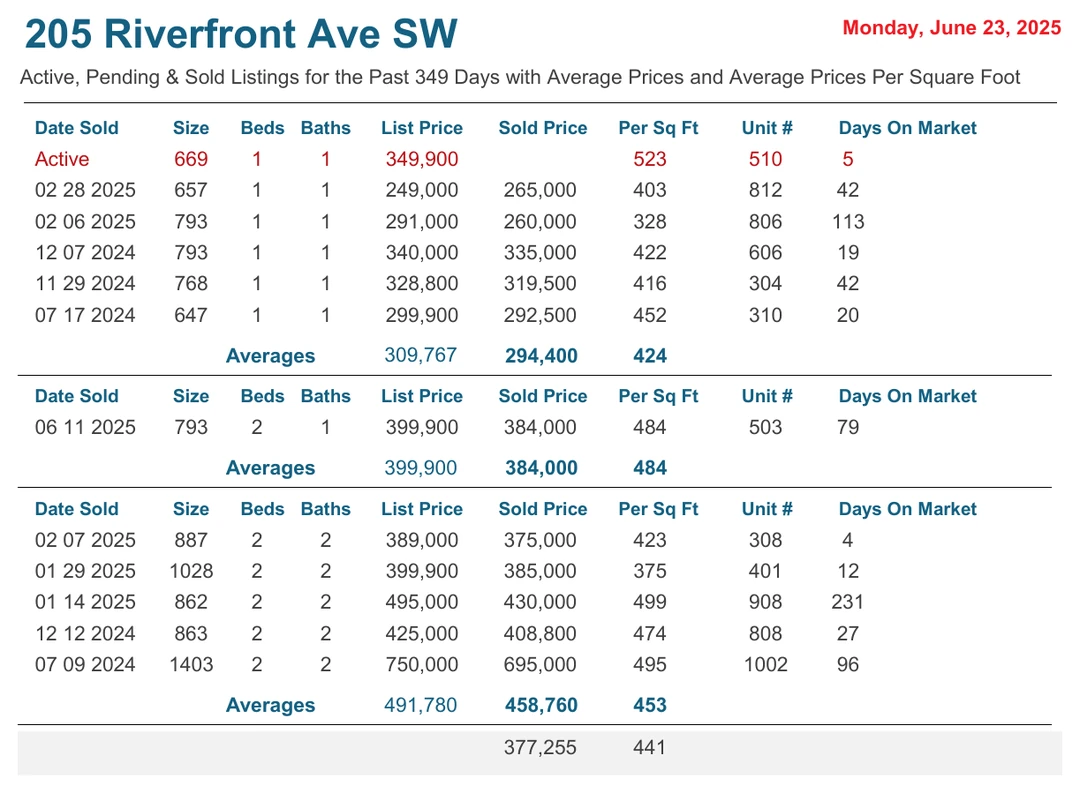 205 Riverfront Ave SW
Monday, June 23, 2025
Active, Pending & Sold Listings for the Past 349 Days with Average Prices and Average Prices Per Square Foot
Date Sold Size Beds Baths List Price Sold Price Per Sq Ft Unit # Days On Market
Active 669 1 1 349,900 523 510 5
02 28 2025 657 1 1 249,000 265,000 403 812 42
02 06 2025 793 1 1 291,000 260,000 328 806 113
12 07 2024 793 1 1 340,000 335,000 422 606 19
11 29 2024 768 1 1 328,800 319,500 416 304 42
07 17 2024 647 1 1 299,900 292,500 452 310 20
Averages 309,767 294,400 424
Date Sold Size Beds Baths List Price Sold Price Per Sq Ft Unit # Days On Market
06 11 2025 793 2 1 399,900 384,000 484 503 79
Averages 399,900 384,000 484
Date Sold Size Beds Baths List Price Sold Price Per Sq Ft Unit # Days On Market
02 07 2025 887 2 2 389,000 375,000 423 308 4
01 29 2025 1028 2 2 399,900 385,000 375 401 12
01 14 2025 862 2 2 495,000 430,000 499 908 231
12 12 2024 863 2 2 425,000 408,800 474 808 27
07 09 2024 1403 2 2 750,000 695,000 495 1002 96
Averages 491,780 458,760 453
377,255 441